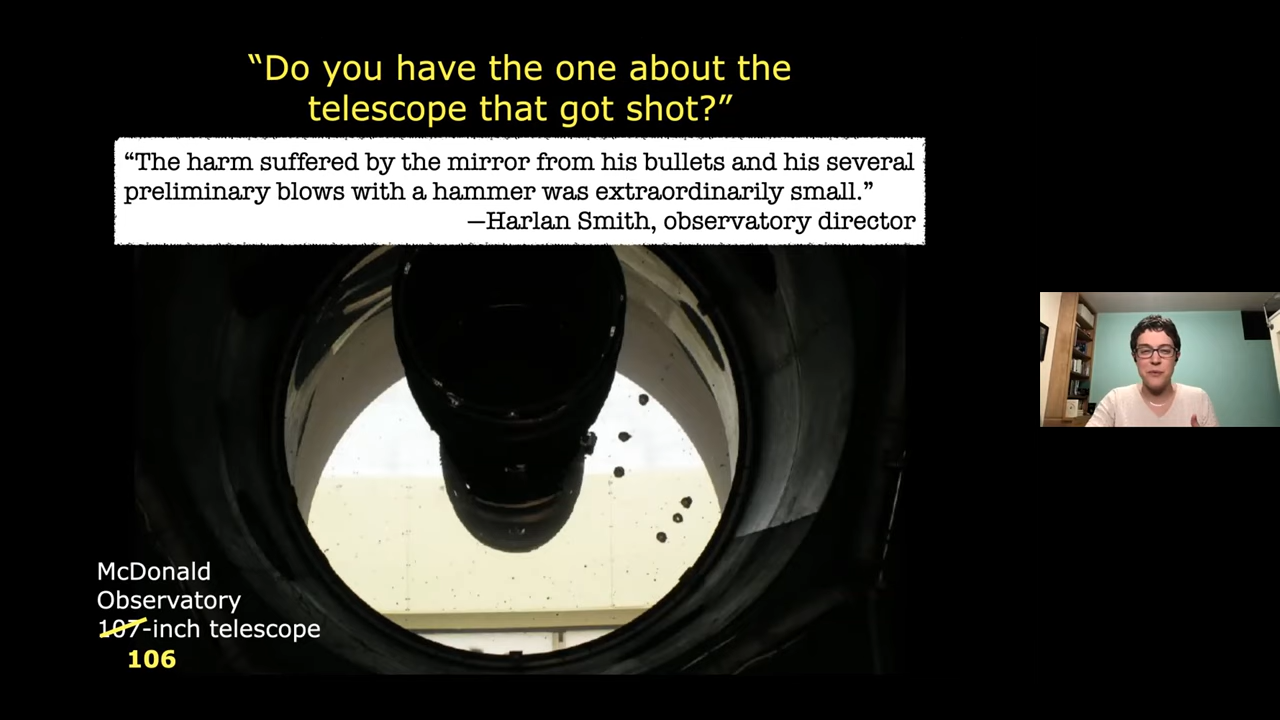 “Do you have the one about the
telescope that got shot?”
“The harm suffered by the mirror from his bullets and his several
preliminary blows with a hammer was extraordinarily small.”
—Harlan Smith, observatory director
McDonald
Observatory
107-inch telescope
106